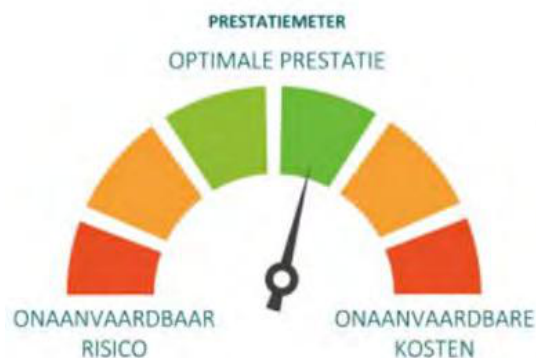 PRESTATIEMETER
OPTIMALE PRESTATIE
ONAANVAARDBAAR
RISICO
ONAANVAARDBARE
KOSTEN